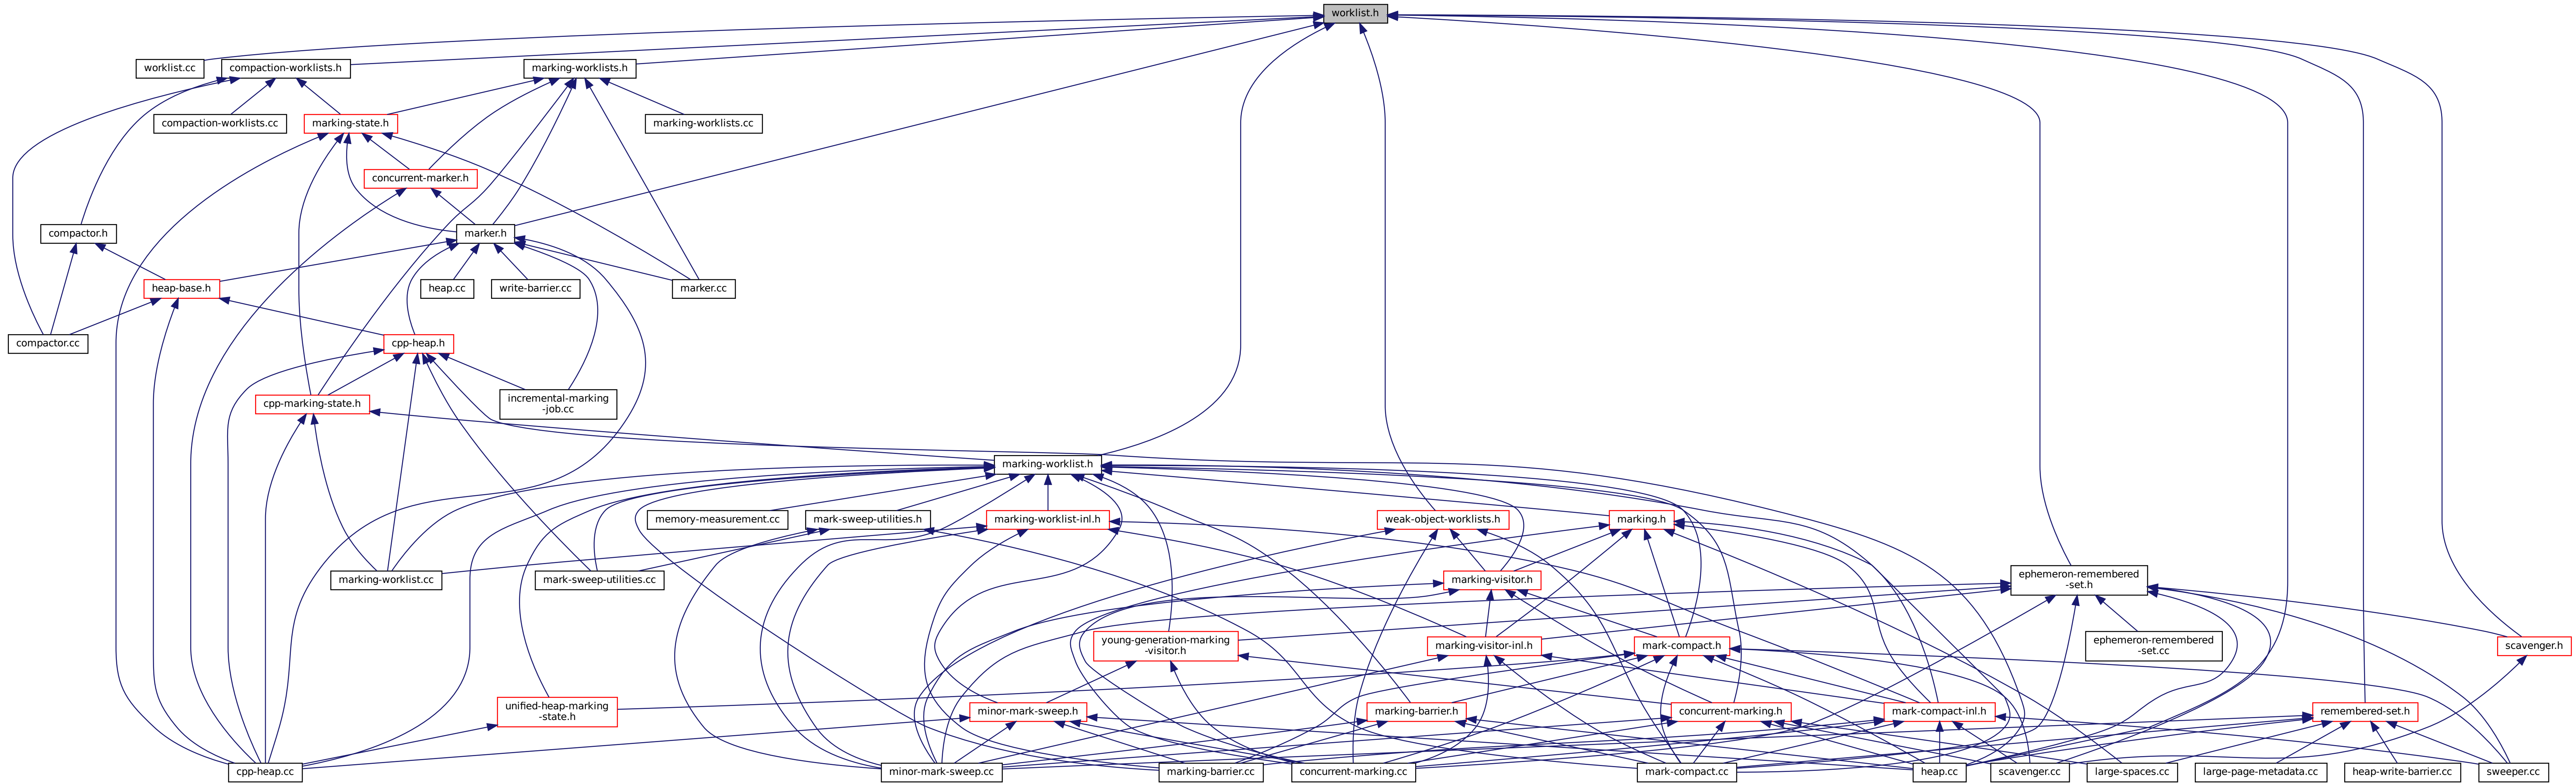 worklist.h
worklist.cc
compaction-worklists.h
marking-worklists.h
compaction-worklists.cc
marking-state.h
marking-worklists.cc
concurrent-marker.h
compactor.h
marker.h
heap-base.h
heap.cc
write-barrier.cc
marker.cc
compactor.cc
cpp-heap.h
cpp-marking-state.h
incremental-marking
-job.cc
marking-worklist.h
memory-measurement.cc
mark-sweep-utilities.h
marking-worklist-inl.h
weak-object-worklists.h
marking.h
marking-worklist.cc
mark-sweep-utilities.cc
marking-visitor.h
ephemeron-remembered
-set.h
young-generation-marking
-visitor.h
marking-visitor-inl.h
mark-compact.h
ephemeron-remembered
-set.cc
scavenger.h
unified-heap-marking
-state.h
minor-mark-sweep.h
marking-barrier.h
concurrent-marking.h
mark-compact-inl.h
remembered-set.h
cpp-heap.cc
minor-mark-sweep.cc
marking-barrier.cc
concurrent-marking.cc
mark-compact.cc
heap.cc
scavenger.cc
large-spaces.cc
large-page-metadata.cc
heap-write-barrier.cc
sweeper.cc